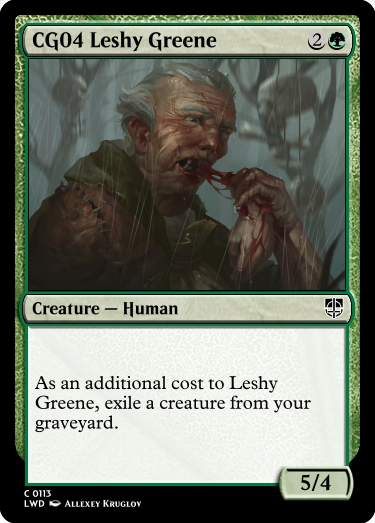 CG04 Leshy Greene 2
Creature — Human
As an additional cost to Leshy
Greene, exile a creature from your
graveyard.
5/4
C 0113
LWD Allexey Kruglov